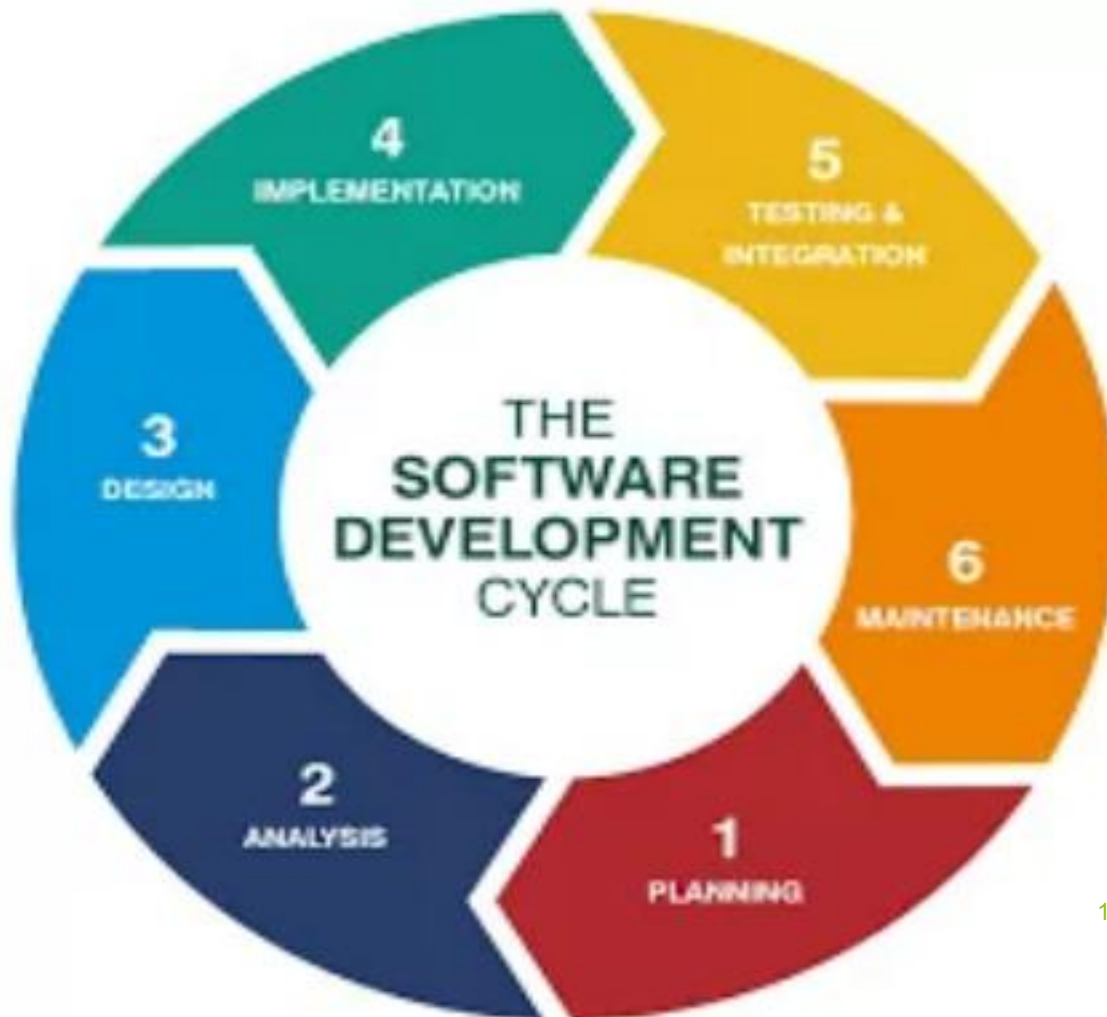 4
IMPLEMENTATION
5
TESTING &
INTEGRATION
3
DESIGN
THE
SOFTWARE
DEVELOPMENT
CYCLE
6
MAINTENANCE
2
ANALYSIS
1
PLANNING
1